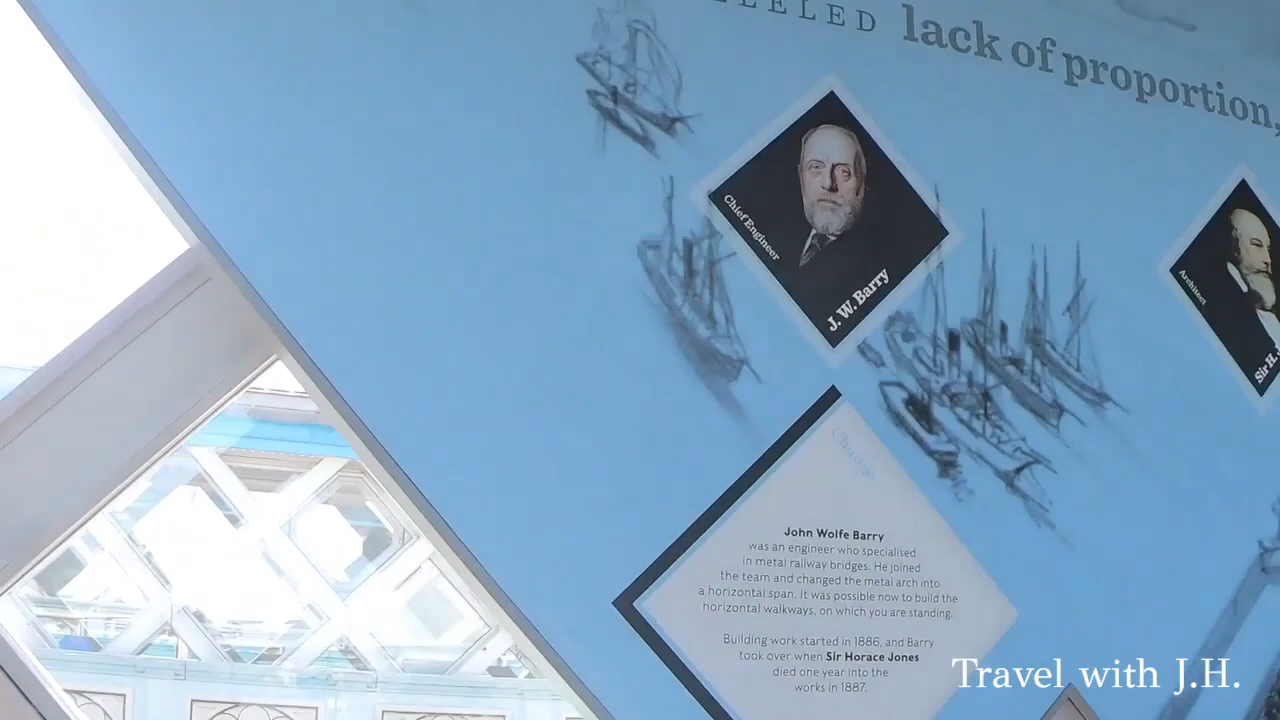 lack of proportion,
Chief Engineer
J. W. Barry
Architect
Sir H.
Change
John Wolfe Barry
was an engineer who specialised
in metal railway bridges. He joined
the team and changed the metal arch into
a horizontal span. It was possible now to build the
horizontal walkways, on which you are standing.
Building work started in 1886, and Barry
took over when Sir Horace Jones
died one year into the
works in 1887.
Travel with J.H.